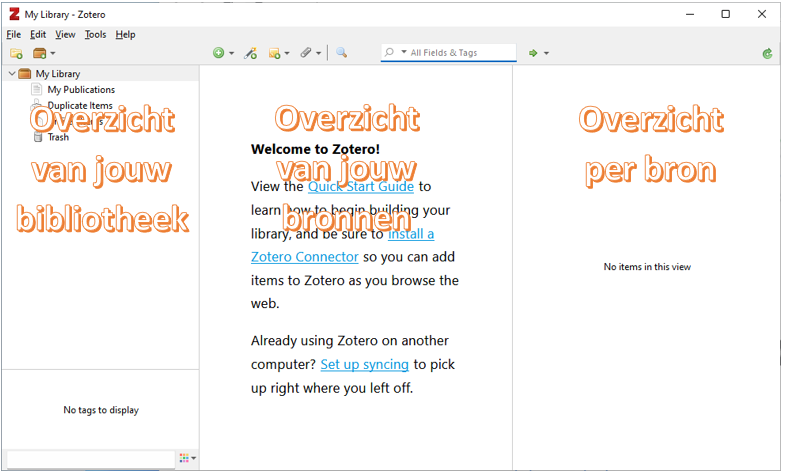 My Library - Zotero
File Edit View Tools Help
All Fields & Tags
My Library
My Publications
Duplicate Items
Trash
Overzicht
van jouw
bibliotheek
No tags to display
Overzicht
van jouw
bronnen
Welcome to Zotero!
View the Quick Start Guide to
learn how to begin building your
library, and be sure to install a
Zotero Connector so you can add
items to Zotero as you browse the
web.
Already using Zotero on another
computer? Set up syncing to pick
up right where you left off.
Overzicht
per bron
No items in this view